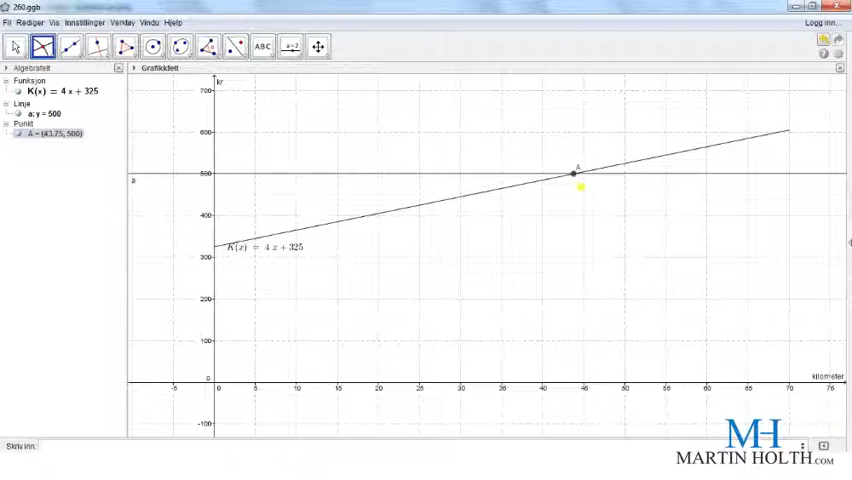 260.ggb
Fil Rediger Vis Innstillinger Verktøy Vindu Hjelp
Logg inn...
ABC
a=2
Algebrafelt
Grafikkfelt
Funksjon
K(x) = 4 x + 325
Linje
a: y = 500
Punkt
A = (43.75, 500)
kr
700
600
500
400
300
200
100
0
-100
a
A
K(x) = 4 x + 325
kilometer
-5 0 5 10 15 20 25 30 35 40 45 50 55 60 65 70 75
Skriv inn:
MH
MARTIN HOLTH.COM